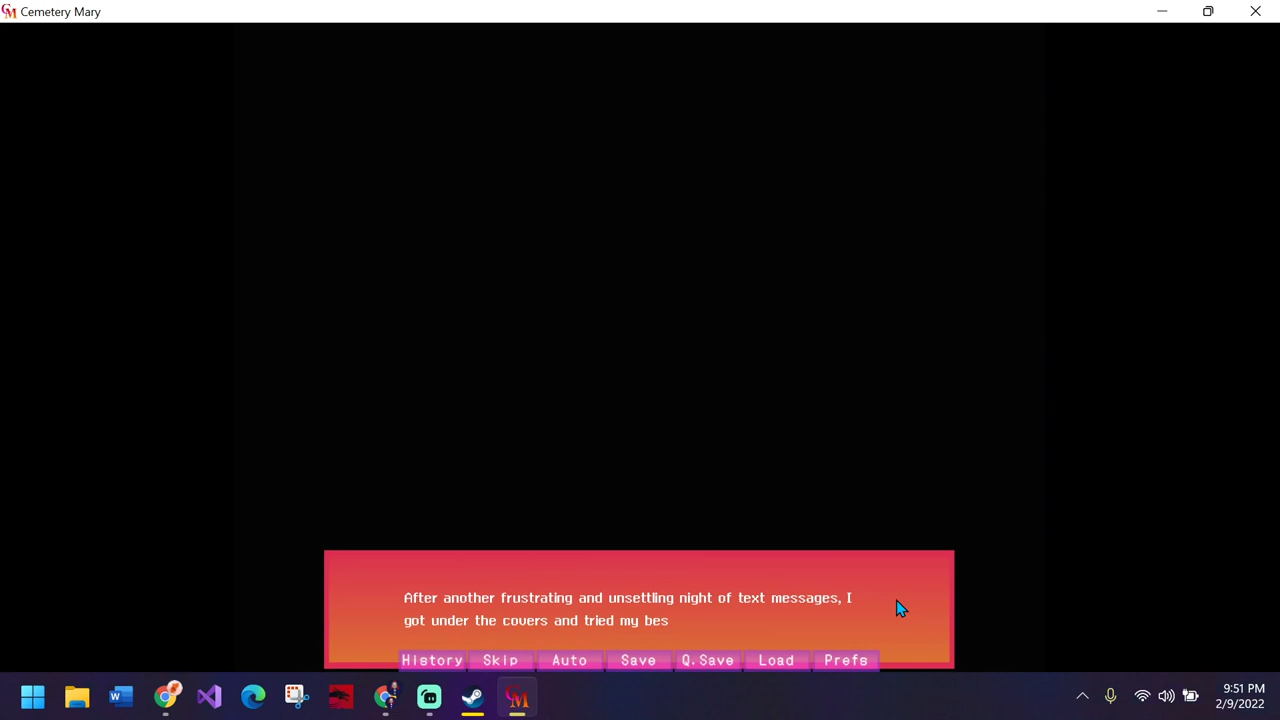 Cemetery Mary
After another frustrating and unsettling night of text messages, I
got under the covers and tried my bes
History Skip Auto Save Q.Save Load Prefs
9:51 PM
2/9/2022